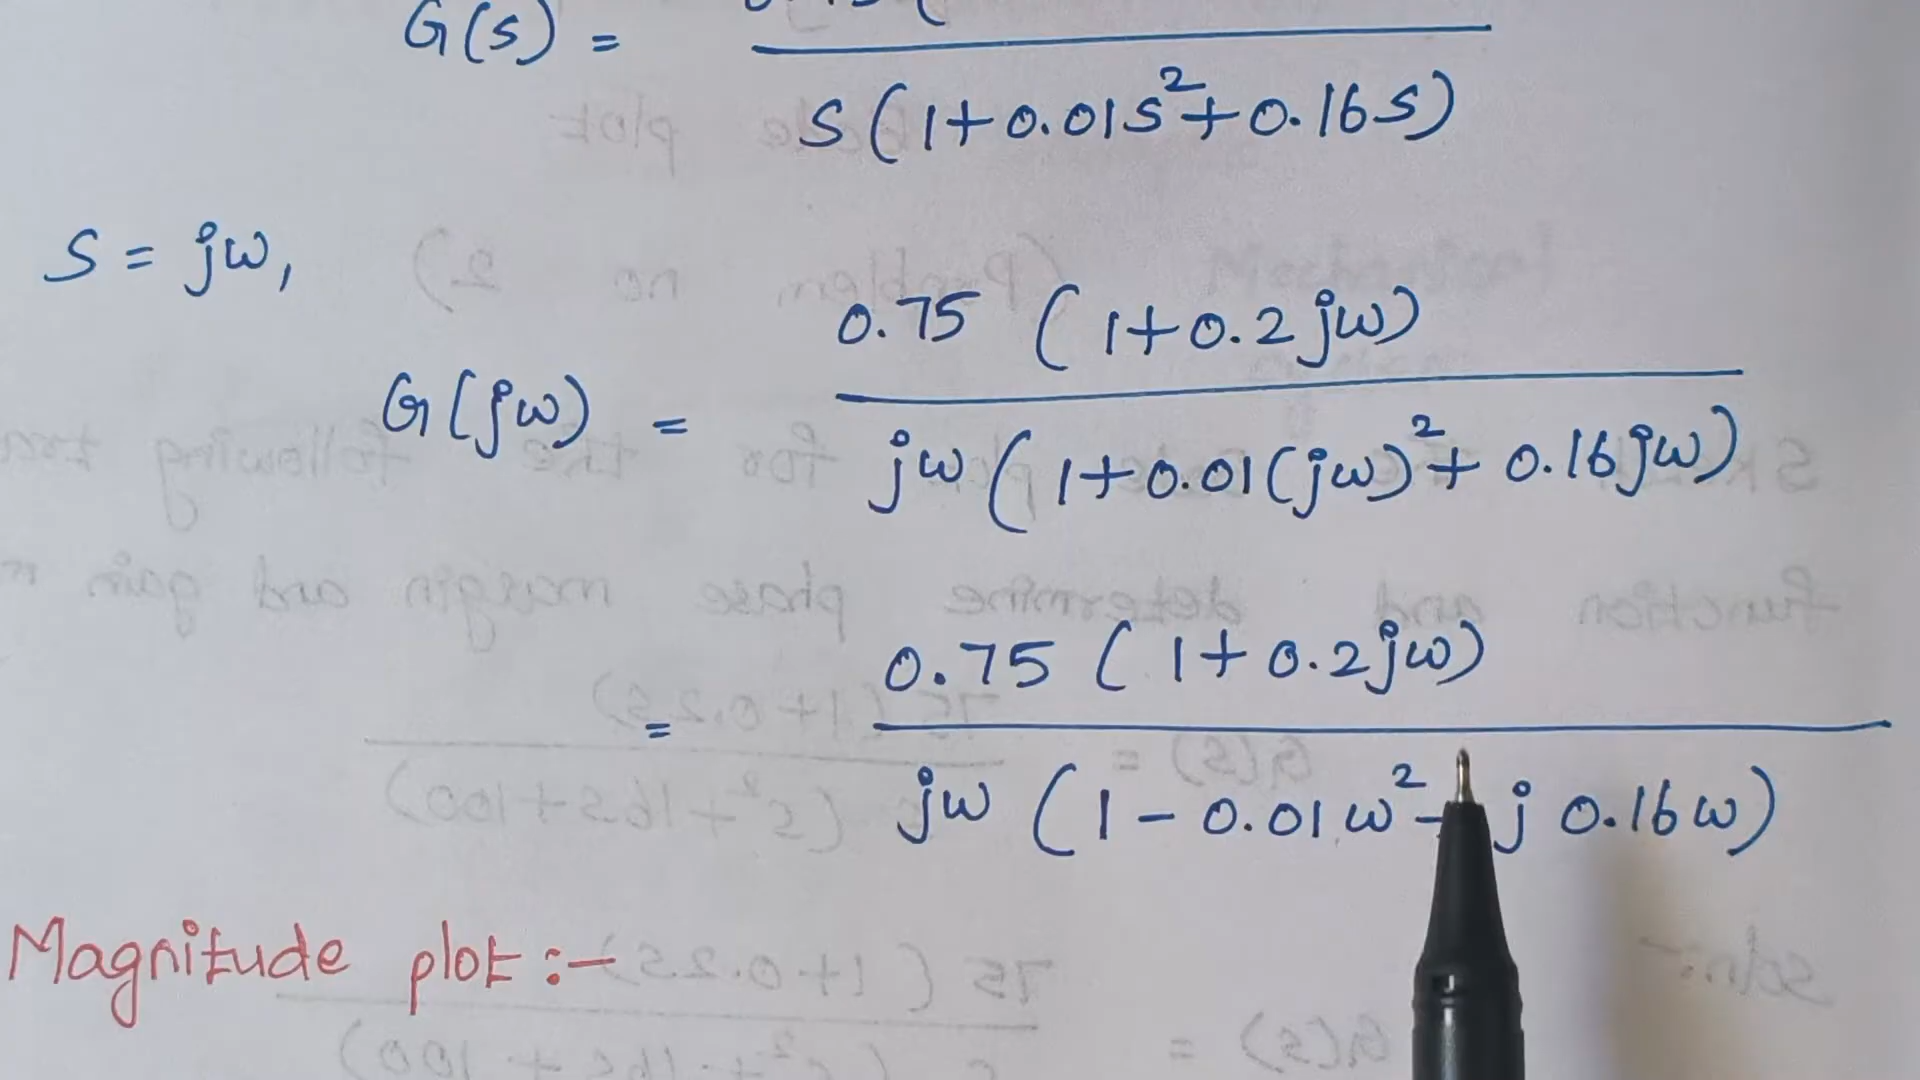 G(s) =
s(1+0.01s²+0.16s)
s = jω,
0.75 (1+0.2jω)
G(jω) =
jω(1+0.01(jω)²+0.16jω)
0.75 (1+0.2jω)
=
jω (1-0.01ω² j 0.16ω)
Magnitude plot :-